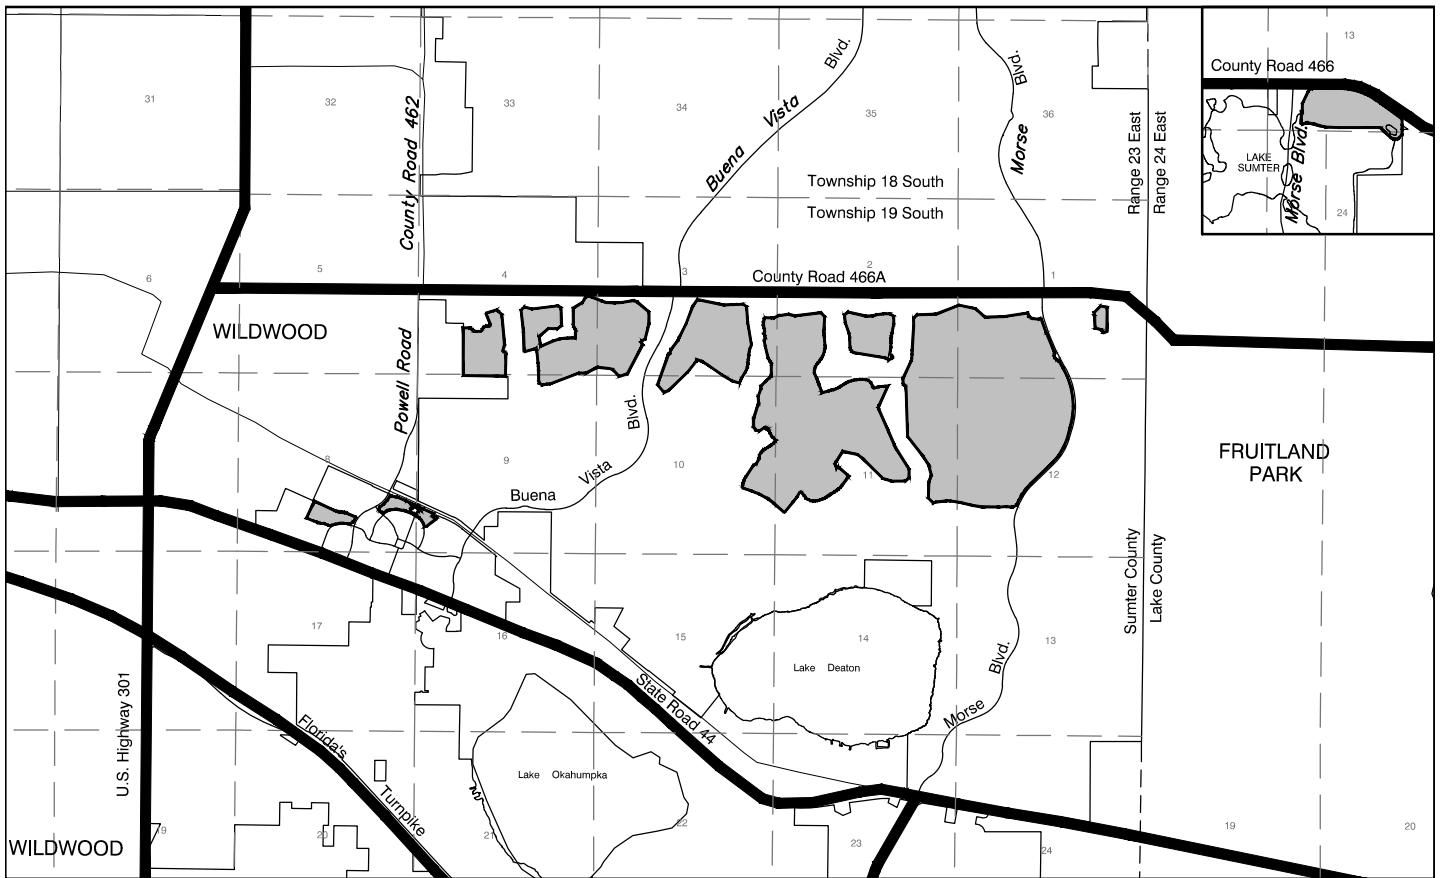 13
County Road 466
LAKE
SUMTER
Morse Blvd.
24
31
32
33
34
35
36
County Road 462
Buena Vista Blvd.
Morse Blvd.
Township 18 South
Township 19 South
Range 23 East
Range 24 East
6
5
4
3
2
1
County Road 466A
WILDWOOD
Powell Road
8
9
10
11
12
Buena Vista Blvd.
FRUITLAND
PARK
Sumter County
Lake County
17
16
15
14
13
Lake Deaton
Morse Blvd.
State Road 44
U.S. Highway 301
Florida's Turnpike
Lake Okahumpka
19
20
21
22
23
24
19
20
WILDWOOD